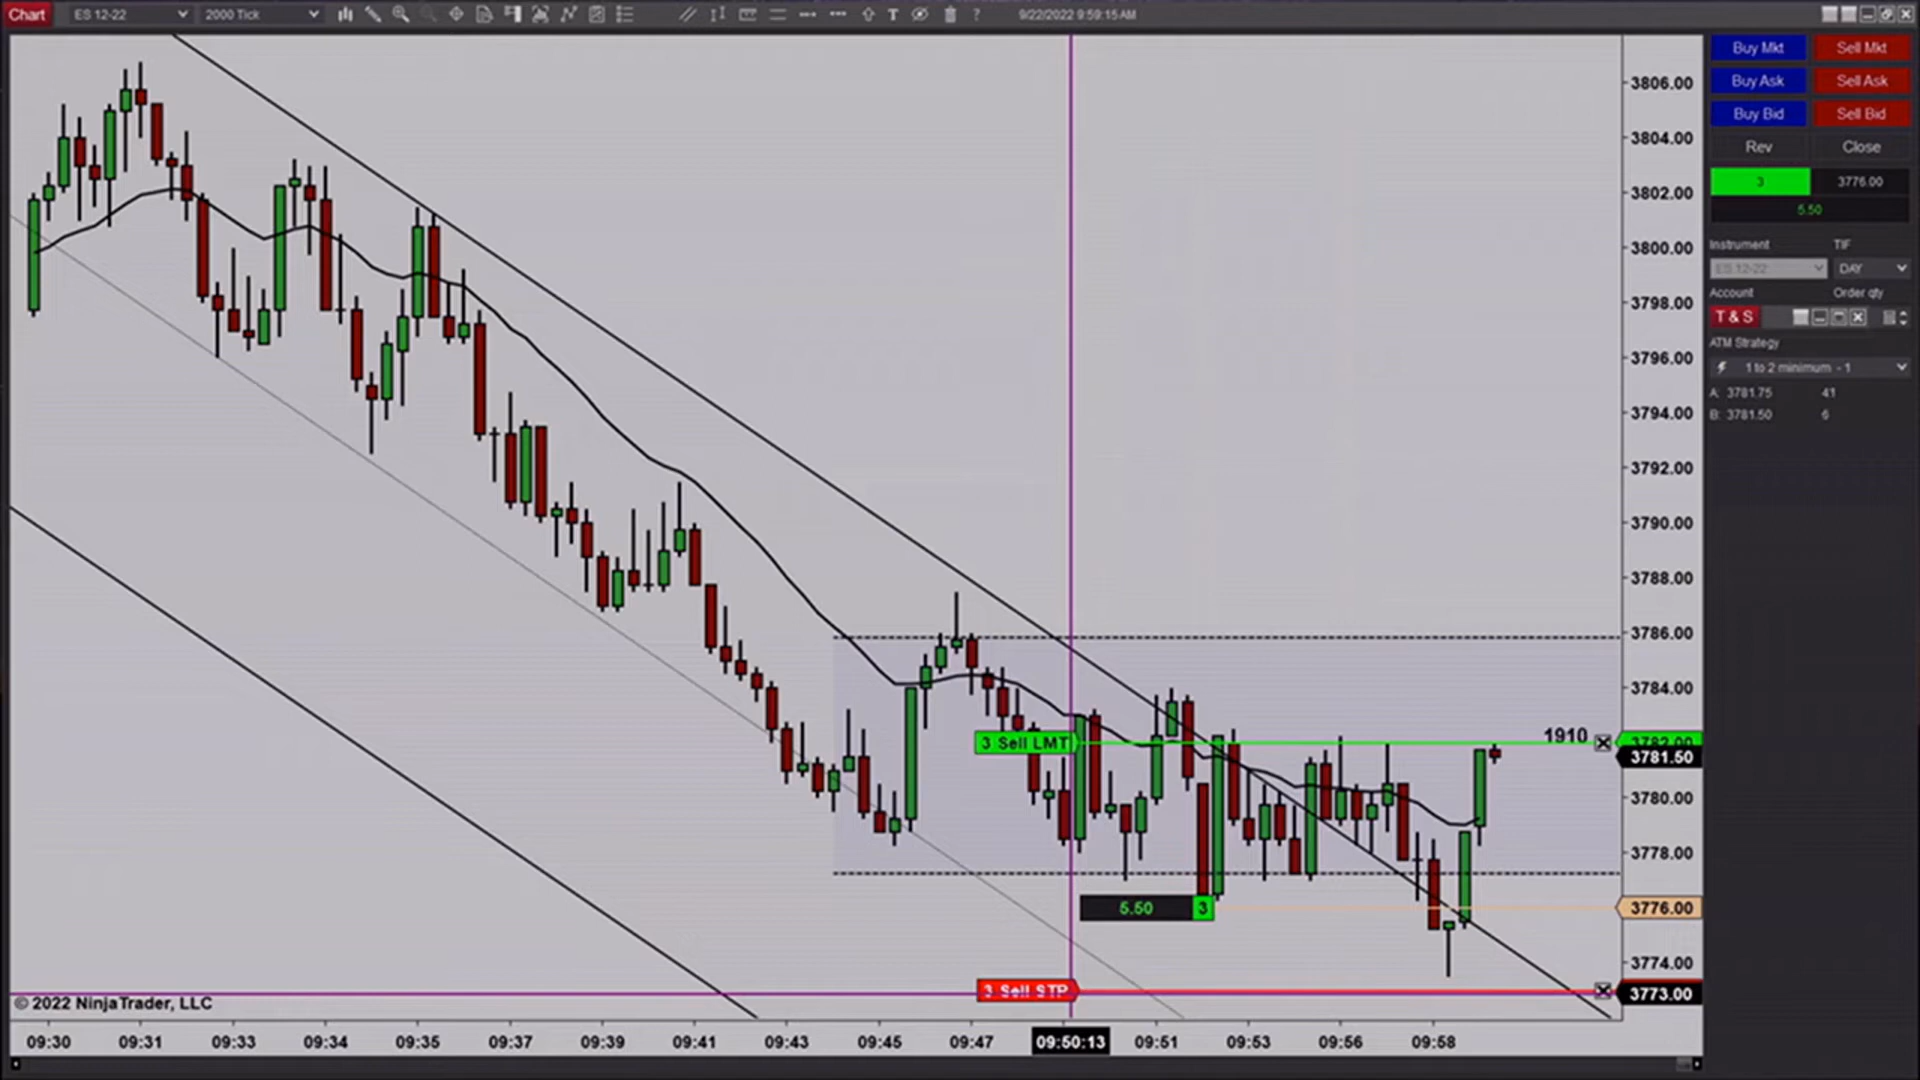 Chart ES 12-22 2000 Tick T ? 9/22/2022 9:59:15 AM
Buy Mkt Sell Mkt
Buy Ask Sell Ask
Buy Bid Sell Bid
Rev Close
3 3776.00
5.50
Instrument TIF
ES 12-22 DAY
Account Order qty
T & S
ATM Strategy
1 to 2 minimum - 1
A: 3781.75 41
B: 3781.50 6
3806.00
3804.00
3802.00
3800.00
3798.00
3796.00
3794.00
3792.00
3790.00
3788.00
3786.00
3784.00
3 Sell LMT 1910 3782.00
3781.50
3780.00
3778.00
5.50 3 3776.00
3774.00
3 Sell STP
3773.00
© 2022 NinjaTrader, LLC
09:30 09:31 09:33 09:34 09:35 09:37 09:39 09:41 09:43 09:45 09:47 09:50:13 09:51 09:53 09:56 09:58